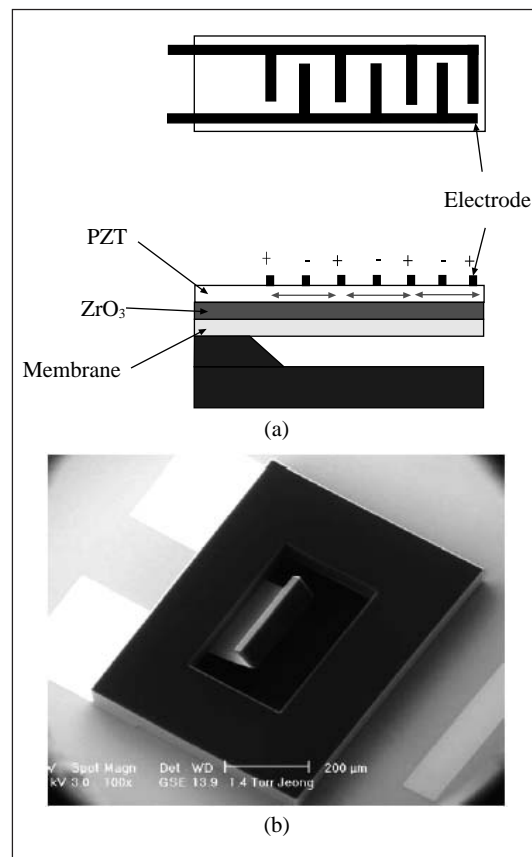 Electrode
PZT
+ - + - + - +
ZrO₃
Membrane
(a)
V Spot Magn Det WD 200 µm
kV 3.0 100x GSE 13.9 1.4 Torr Jeong
(b)